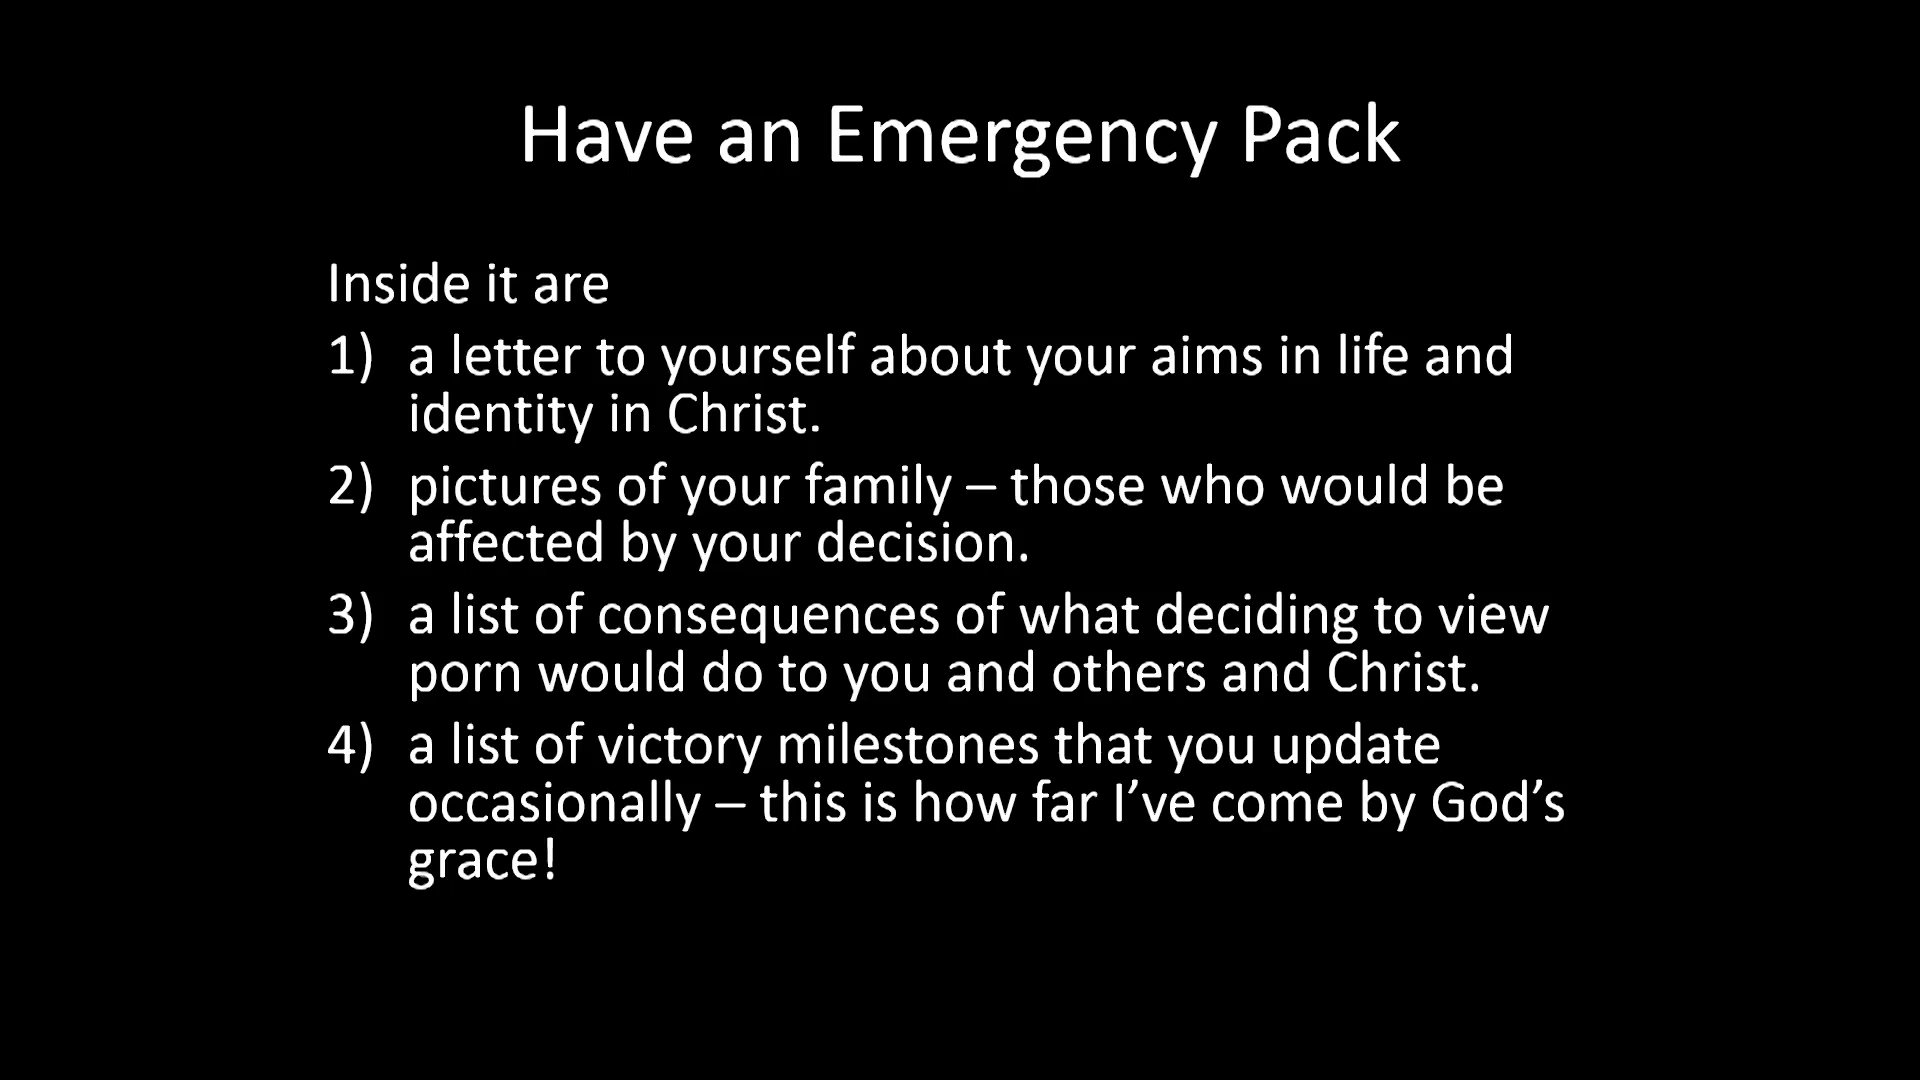 Have an Emergency Pack
Inside it are
1) a letter to yourself about your aims in life and
identity in Christ.
2) pictures of your family – those who would be
affected by your decision.
3) a list of consequences of what deciding to view
porn would do to you and others and Christ.
4) a list of victory milestones that you update
occasionally – this is how far I’ve come by God’s
grace!